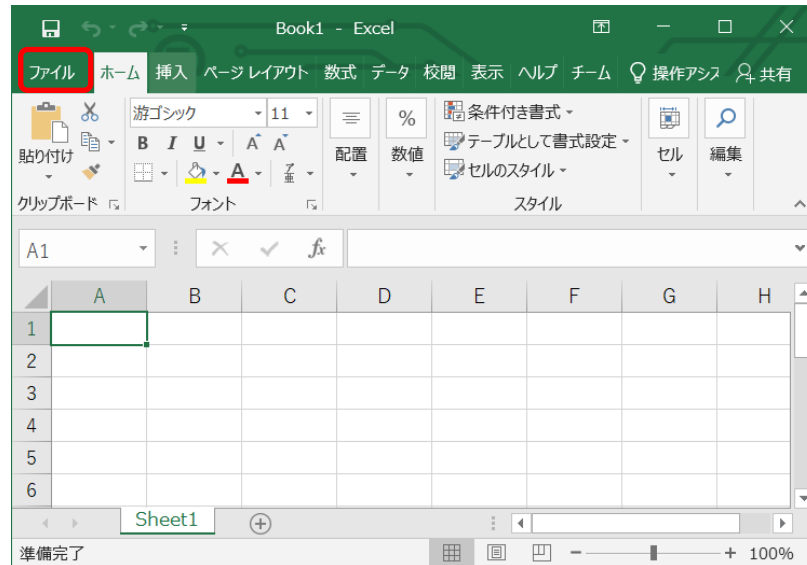 Book1 - Excel
ファイル ホーム 挿入 ページ レイアウト 数式 データ 校閲 表示 ヘルプ チーム 操作アシス 共有
貼り付け
クリップボード
游ゴシック 11
B I U A A
A
フォント
配置
%
数値
条件付き書式
テーブルとして書式設定
セルのスタイル
スタイル
セル
編集
A1 fx
A B C D E F G H
1
2
3
4
5
6
Sheet1
準備完了 100%